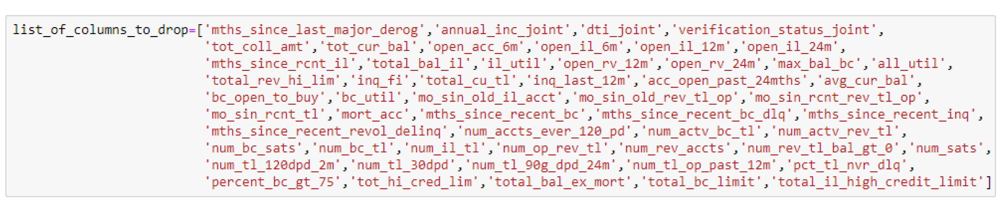 list_of_columns_to_drop=['mths_since_last_major_derog','annual_inc_joint','dti_joint','verification_status_joint',
'tot_coll_amt','tot_cur_bal','open_acc_6m','open_il_6m','open_il_12m','open_il_24m',
'mths_since_rcnt_il','total_bal_il','il_util','open_rv_12m','open_rv_24m','max_bal_bc','all_util',
'total_rev_hi_lim','inq_fi','total_cu_tl','inq_last_12m','acc_open_past_24mths','avg_cur_bal',
'bc_open_to_buy','bc_util','mo_sin_old_il_acct','mo_sin_old_rev_tl_op','mo_sin_rcnt_rev_tl_op',
'mo_sin_rcnt_tl','mort_acc','mths_since_recent_bc','mths_since_recent_bc_dlq','mths_since_recent_inq',
'mths_since_recent_revol_delinq','num_accts_ever_120_pd','num_actv_bc_tl','num_actv_rev_tl',
'num_bc_sats','num_bc_tl','num_il_tl','num_op_rev_tl','num_rev_accts','num_rev_tl_bal_gt_0','num_sats',
'num_tl_120dpd_2m','num_tl_30dpd','num_tl_90g_dpd_24m','num_tl_op_past_12m','pct_tl_nvr_dlq',
'percent_bc_gt_75','tot_hi_cred_lim','total_bal_ex_mort','total_bc_limit','total_il_high_credit_limit']